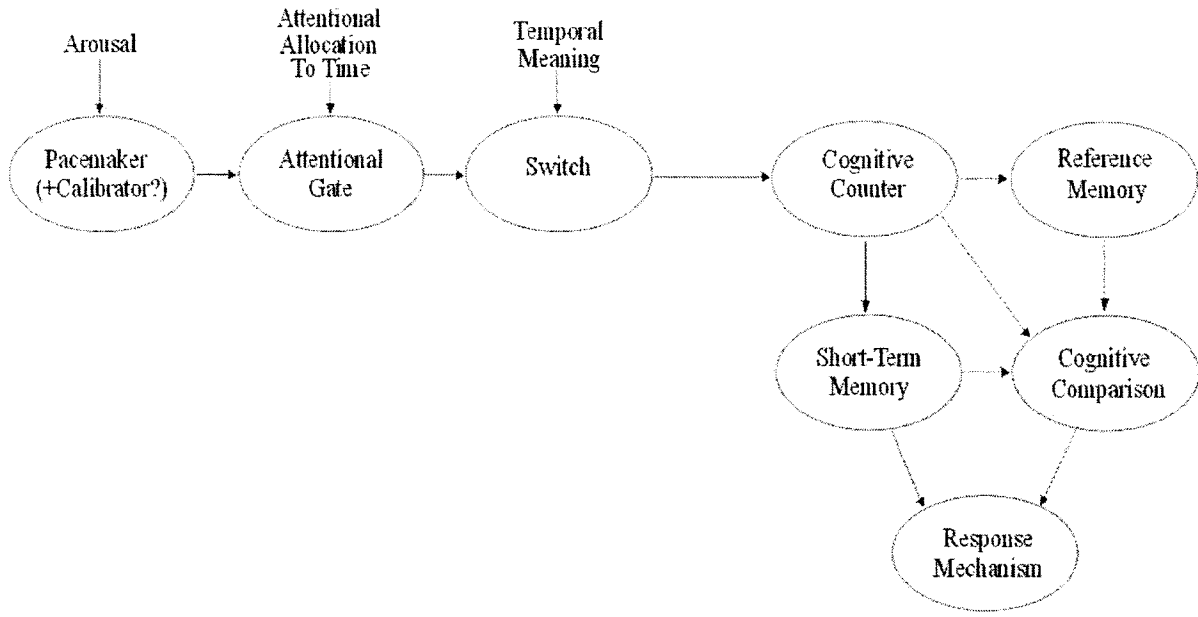 Arousal
Attentional
Allocation
To Time
Temporal
Meaning
Pacemaker
(+Calibrator?)
Attentional
Gate
Switch
Cognitive
Counter
Reference
Memory
Short-Term
Memory
Cognitive
Comparison
Response
Mechanism